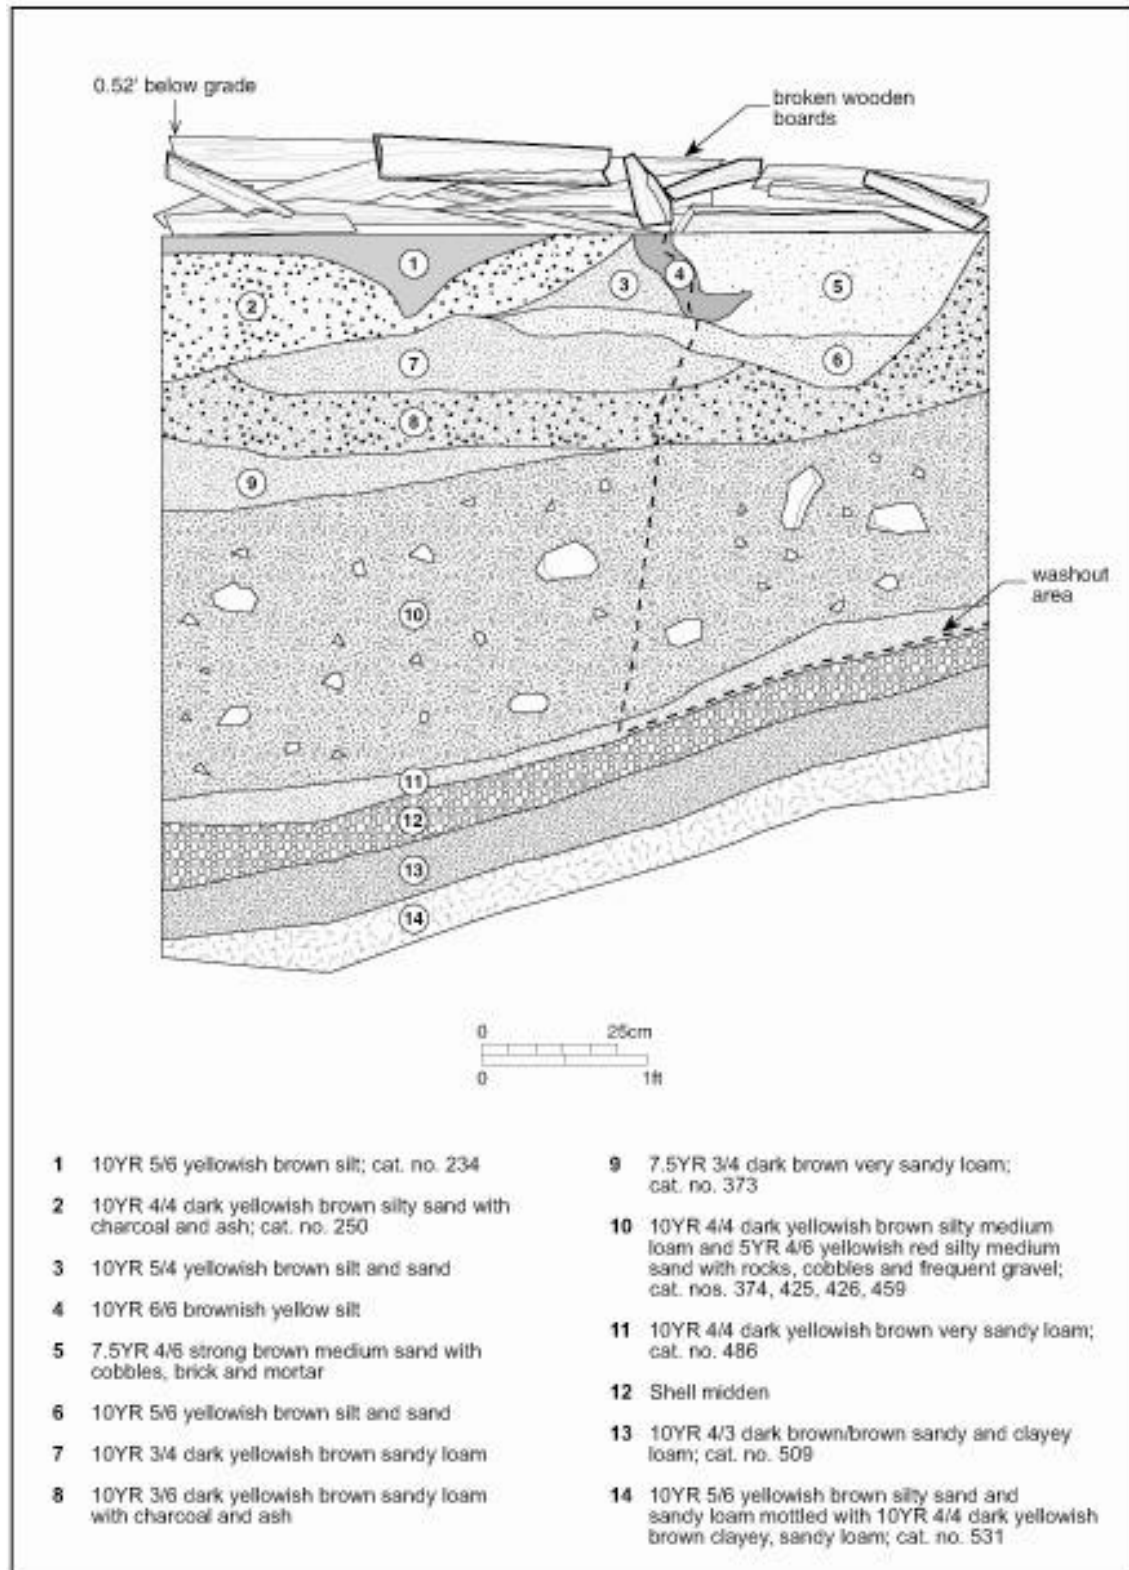 0.52' below grade
broken wooden
boards
1
2
3
4
5
6
7
8
9
washout
area
10
11
12
13
14
0 25cm
0 1ft
1 10YR 5/6 yellowish brown silt; cat. no. 234
2 10YR 4/4 dark yellowish brown silty sand with
charcoal and ash; cat. no. 250
3 10YR 5/4 yellowish brown silt and sand
4 10YR 6/6 brownish yellow silt
5 7.5YR 4/6 strong brown medium sand with
cobbles, brick and mortar
6 10YR 5/6 yellowish brown silt and sand
7 10YR 3/4 dark yellowish brown sandy loam
8 10YR 3/6 dark yellowish brown sandy loam
with charcoal and ash
9 7.5YR 3/4 dark brown very sandy loam;
cat. no. 373
10 10YR 4/4 dark yellowish brown silty medium
loam and 5YR 4/6 yellowish red silty medium
sand with rocks, cobbles and frequent gravel;
cat. nos. 374, 425, 426, 459
11 10YR 4/4 dark yellowish brown very sandy loam;
cat. no. 486
12 Shell midden
13 10YR 4/3 dark brown/brown sandy and clayey
loam; cat. no. 509
14 10YR 5/6 yellowish brown silty sand and
sandy loam mottled with 10YR 4/4 dark yellowish
brown clayey, sandy loam; cat. no. 531